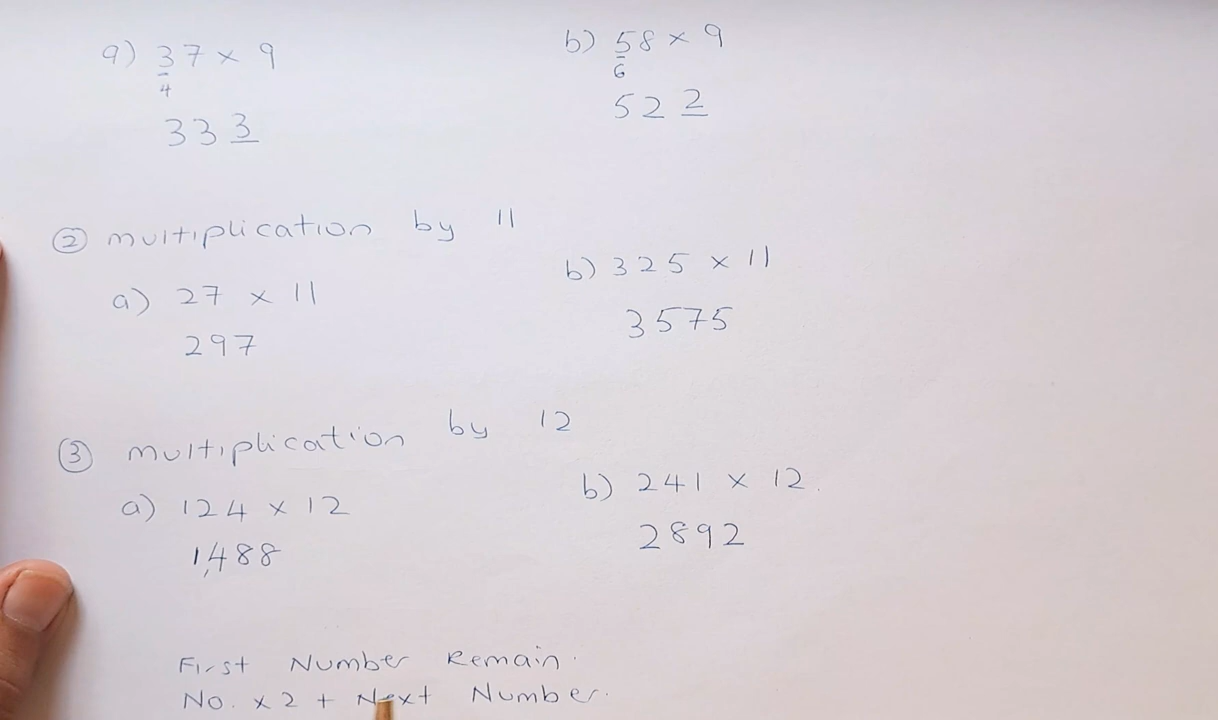 a) 37 × 9
4
333
b) 58 × 9
6
522
② multiplication by 11
a) 27 × 11
297
b) 325 × 11
3575
③ multiplication by 12
a) 124 × 12
1,488
b) 241 × 12.
2892
First Number Remain.
No. × 2 + Next Number.